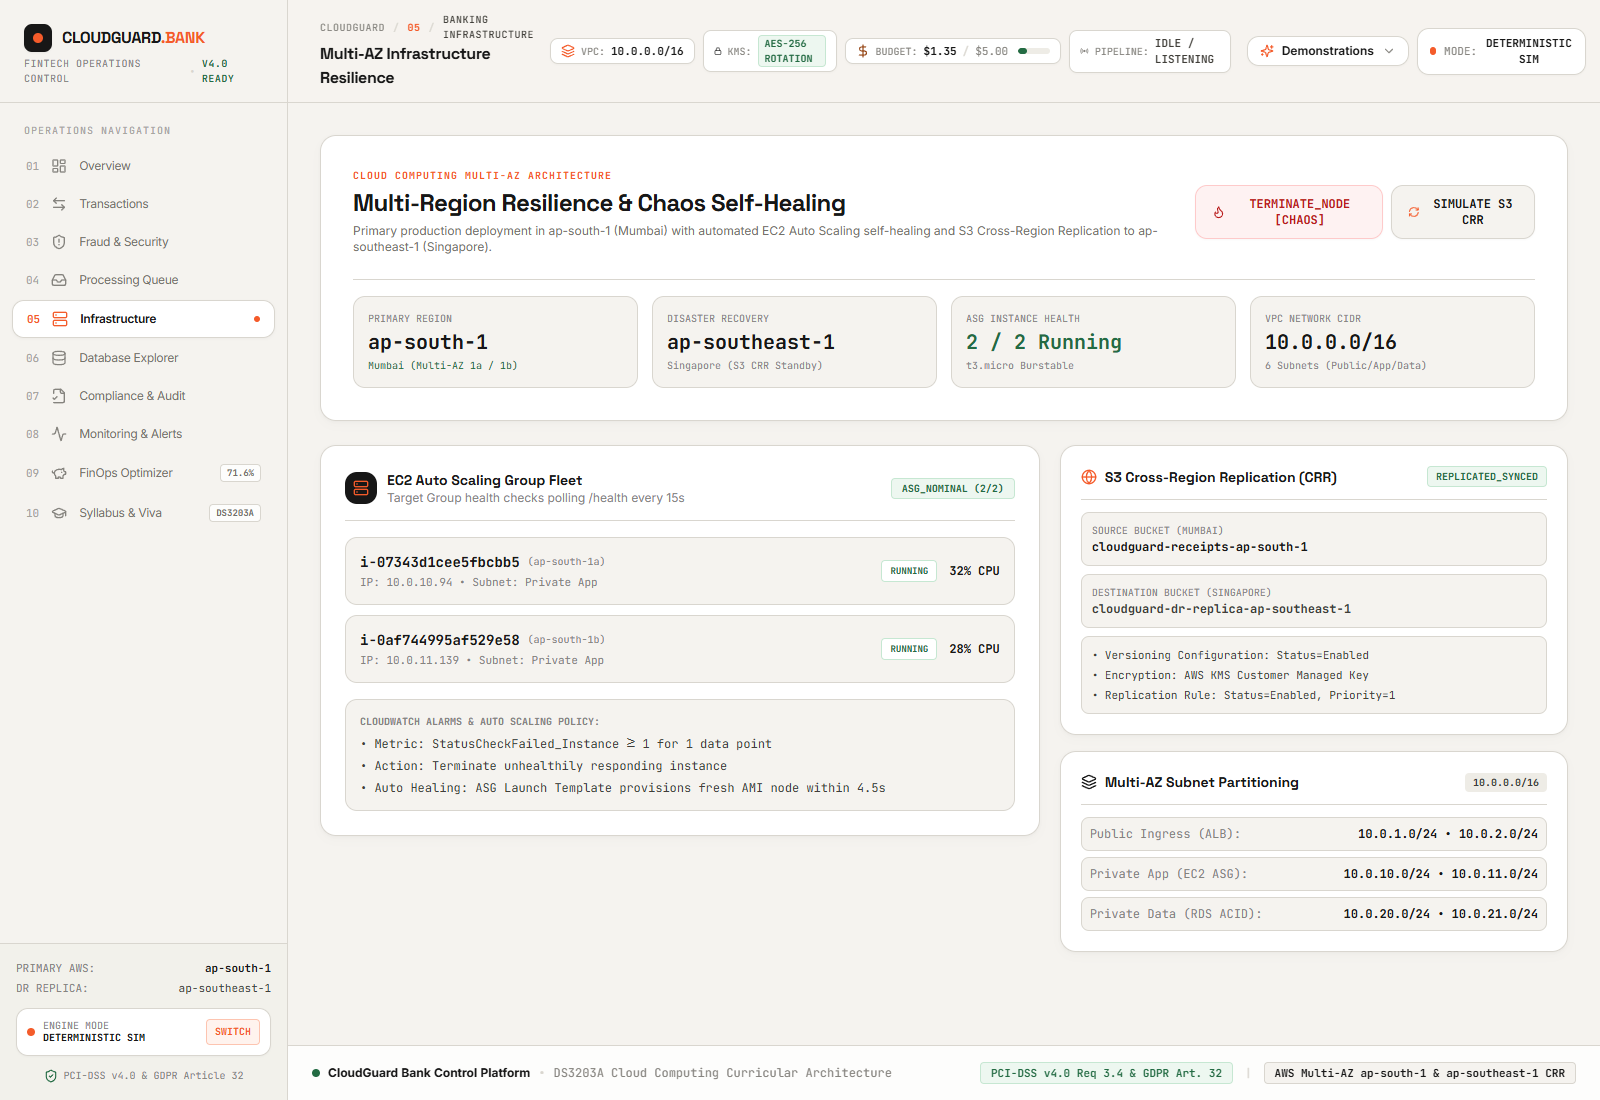 CLOUDGUARD.BANK
FINTECH OPERATIONS CONTROL
V4.0 READY
OPERATIONS NAVIGATION
01 Overview
02 Transactions
03 Fraud & Security
04 Processing Queue
05 Infrastructure
06 Database Explorer
07 Compliance & Audit
08 Monitoring & Alerts
09 FinOps Optimizer 71.6%
10 Syllabus & Viva DS3203A
PRIMARY AWS: ap-south-1
DR REPLICA: ap-southeast-1
ENGINE MODE
DETERMINISTIC SIM
SWITCH
PCI-DSS v4.0 & GDPR Article 32
CLOUDGUARD / 05 / BANKING INFRASTRUCTURE
Multi-AZ Infrastructure
Resilience
VPC: 10.0.0.0/16
KMS: AES-256 ROTATION
BUDGET: $1.35 / $5.00
PIPELINE: IDLE / LISTENING
Demonstrations
MODE: DETERMINISTIC SIM
CLOUD COMPUTING MULTI-AZ ARCHITECTURE
Multi-Region Resilience & Chaos Self-Healing
Primary production deployment in ap-south-1 (Mumbai) with automated EC2 Auto Scaling self-healing and S3 Cross-Region Replication to ap-
southeast-1 (Singapore).
TERMINATE_NODE
[CHAOS]
SIMULATE S3
CRR
PRIMARY REGION
ap-south-1
Mumbai (Multi-AZ 1a / 1b)
DISASTER RECOVERY
ap-southeast-1
Singapore (S3 CRR Standby)
ASG INSTANCE HEALTH
2 / 2 Running
t3.micro Burstable
VPC NETWORK CIDR
10.0.0.0/16
6 Subnets (Public/App/Data)
EC2 Auto Scaling Group Fleet
Target Group health checks polling /health every 15s
ASG_NOMINAL (2/2)
i-07343d1cee5fbcbb5 (ap-south-1a)
IP: 10.0.10.94 • Subnet: Private App
RUNNING 32% CPU
i-0af744995af529e58 (ap-south-1b)
IP: 10.0.11.139 • Subnet: Private App
RUNNING 28% CPU
CLOUDWATCH ALARMS & AUTO SCALING POLICY:
• Metric: StatusCheckFailed_Instance ≥ 1 for 1 data point
• Action: Terminate unhealthily responding instance
• Auto Healing: ASG Launch Template provisions fresh AMI node within 4.5s
S3 Cross-Region Replication (CRR)
REPLICATED_SYNCED
SOURCE BUCKET (MUMBAI)
cloudguard-receipts-ap-south-1
DESTINATION BUCKET (SINGAPORE)
cloudguard-dr-replica-ap-southeast-1
• Versioning Configuration: Status=Enabled
• Encryption: AWS KMS Customer Managed Key
• Replication Rule: Status=Enabled, Priority=1
Multi-AZ Subnet Partitioning
10.0.0.0/16
Public Ingress (ALB): 10.0.1.0/24 • 10.0.2.0/24
Private App (EC2 ASG): 10.0.10.0/24 • 10.0.11.0/24
Private Data (RDS ACID): 10.0.20.0/24 • 10.0.21.0/24
CloudGuard Bank Control Platform • DS3203A Cloud Computing Curricular Architecture
PCI-DSS v4.0 Req 3.4 & GDPR Art. 32 | AWS Multi-AZ ap-south-1 & ap-southeast-1 CRR